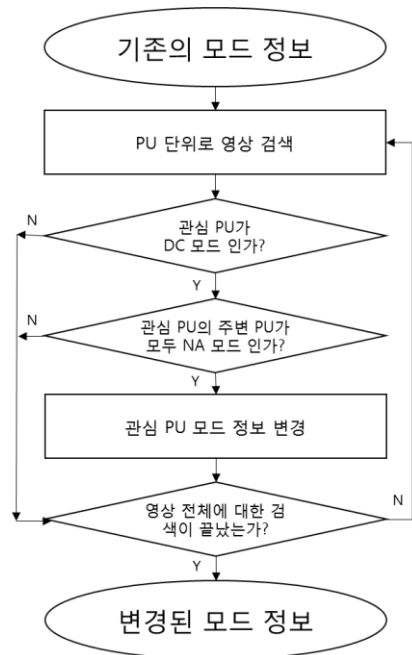 기존의 모드 정보
PU 단위로 영상 검색
N
관심 PU가
DC 모드 인가?
Y
N
관심 PU의 주변 PU가
모두 NA 모드 인가?
Y
관심 PU 모드 정보 변경
N
영상 전체에 대한 검
색이 끝났는가?
Y
변경된 모드 정보